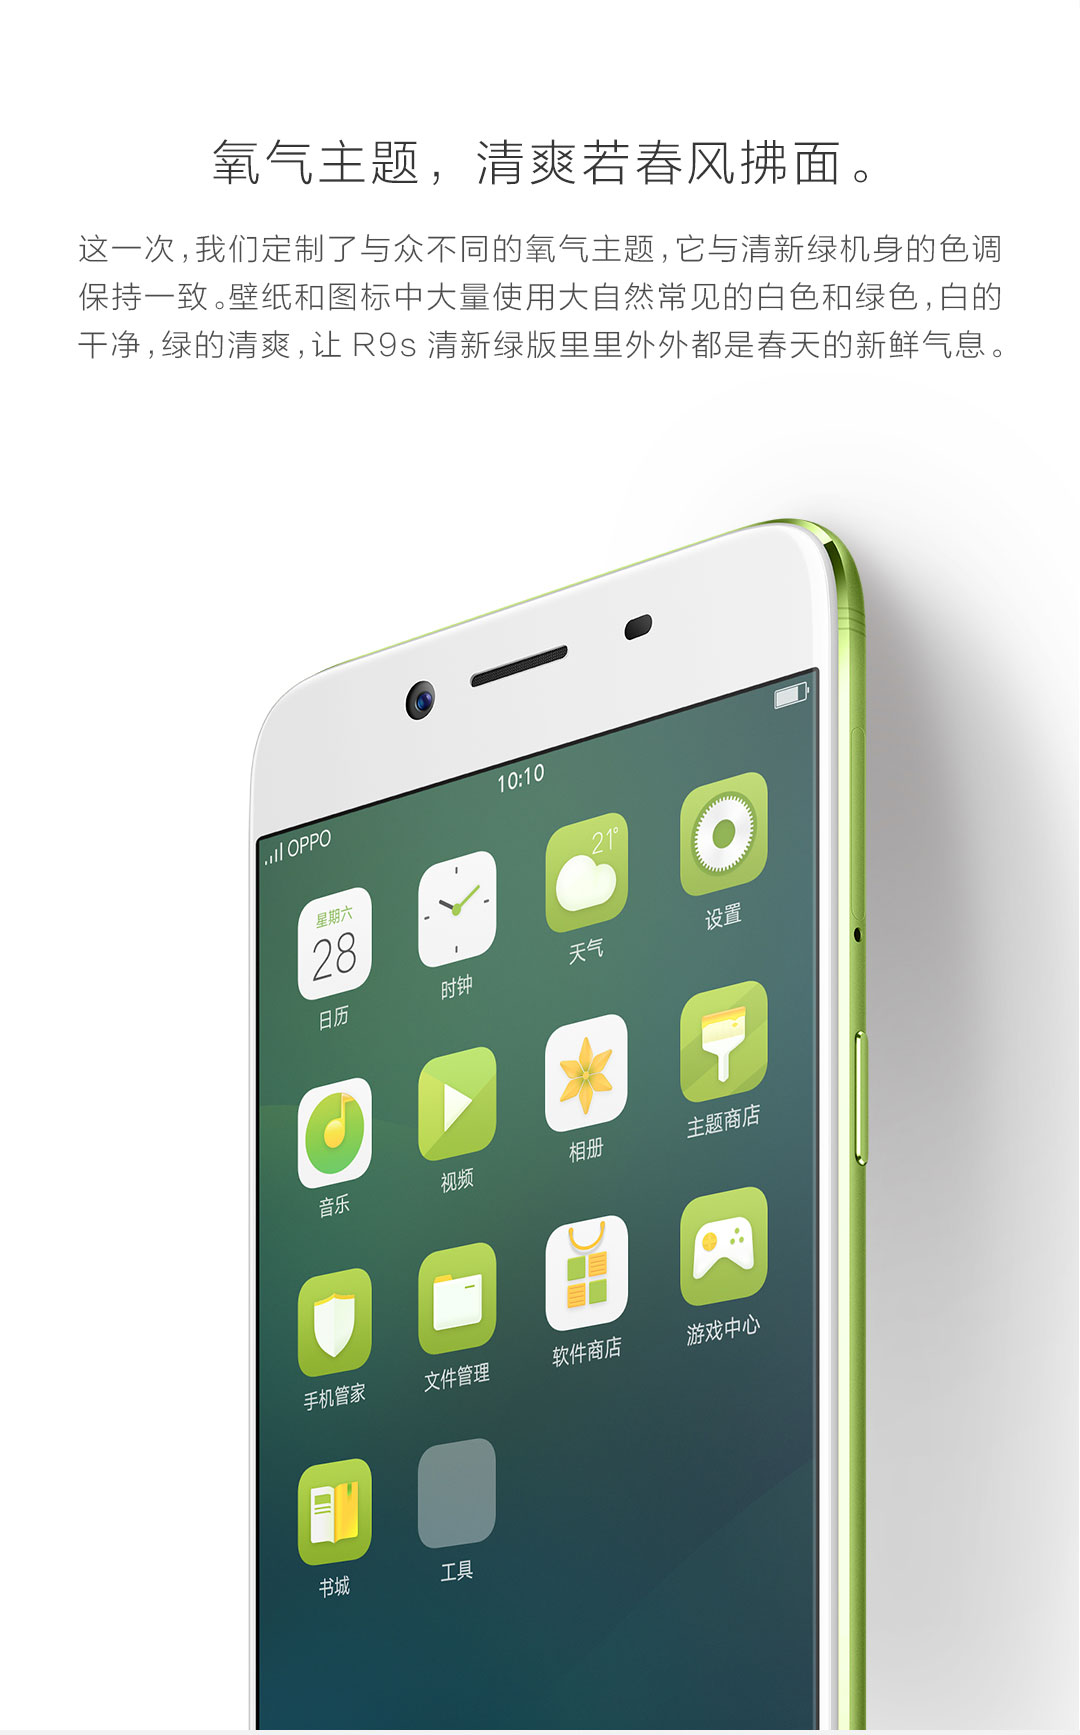 氧气主题，清爽若春风拂面。
这一次，我们定制了与众不同的氧气主题，它与清新绿机身的色调
保持一致。壁纸和图标中大量使用大自然常见的白色和绿色，白的
干净，绿的清爽，让 R9s 清新绿版里里外外都是春天的新鲜气息。
10:10
OPPO
星期六
28
日历
时钟
21°
天气
设置
音乐
视频
相册
主题商店
手机管家
文件管理
软件商店
游戏中心
书城
工具